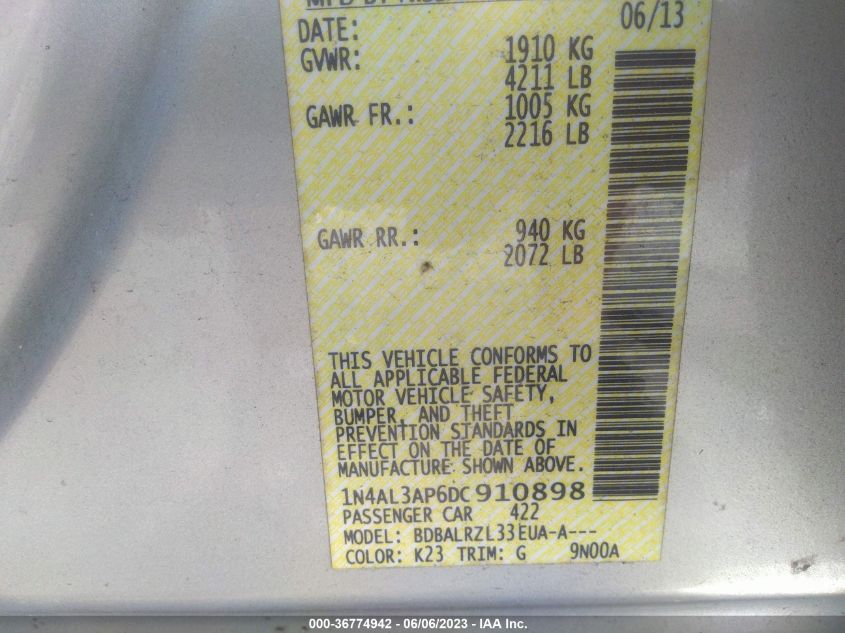 MFD BY
DATE: 06/13
GVWR: 1910 KG
4211 LB
GAWR FR.: 1005 KG
2216 LB
GAWR RR.: 940 KG
2072 LB
THIS VEHICLE CONFORMS TO
ALL APPLICABLE FEDERAL
MOTOR VEHICLE SAFETY,
BUMPER, AND THEFT
PREVENTION STANDARDS IN
EFFECT ON THE DATE OF
MANUFACTURE SHOWN ABOVE.
1N4AL3AP6DC910898
PASSENGER CAR 422
MODEL: BDBALRZL33EUA-A---
COLOR: K23 TRIM: G 9N00A
000-36774942 - 06/06/2023 - IAA Inc.